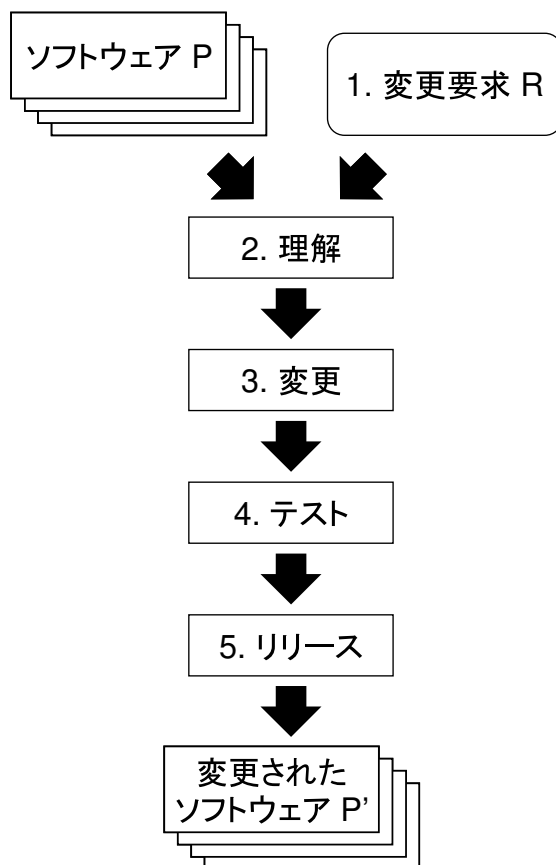 ソフトウェア P
1. 変更要求 R
2. 理解
3. 変更
4. テスト
5. リリース
変更された
ソフトウェア P'